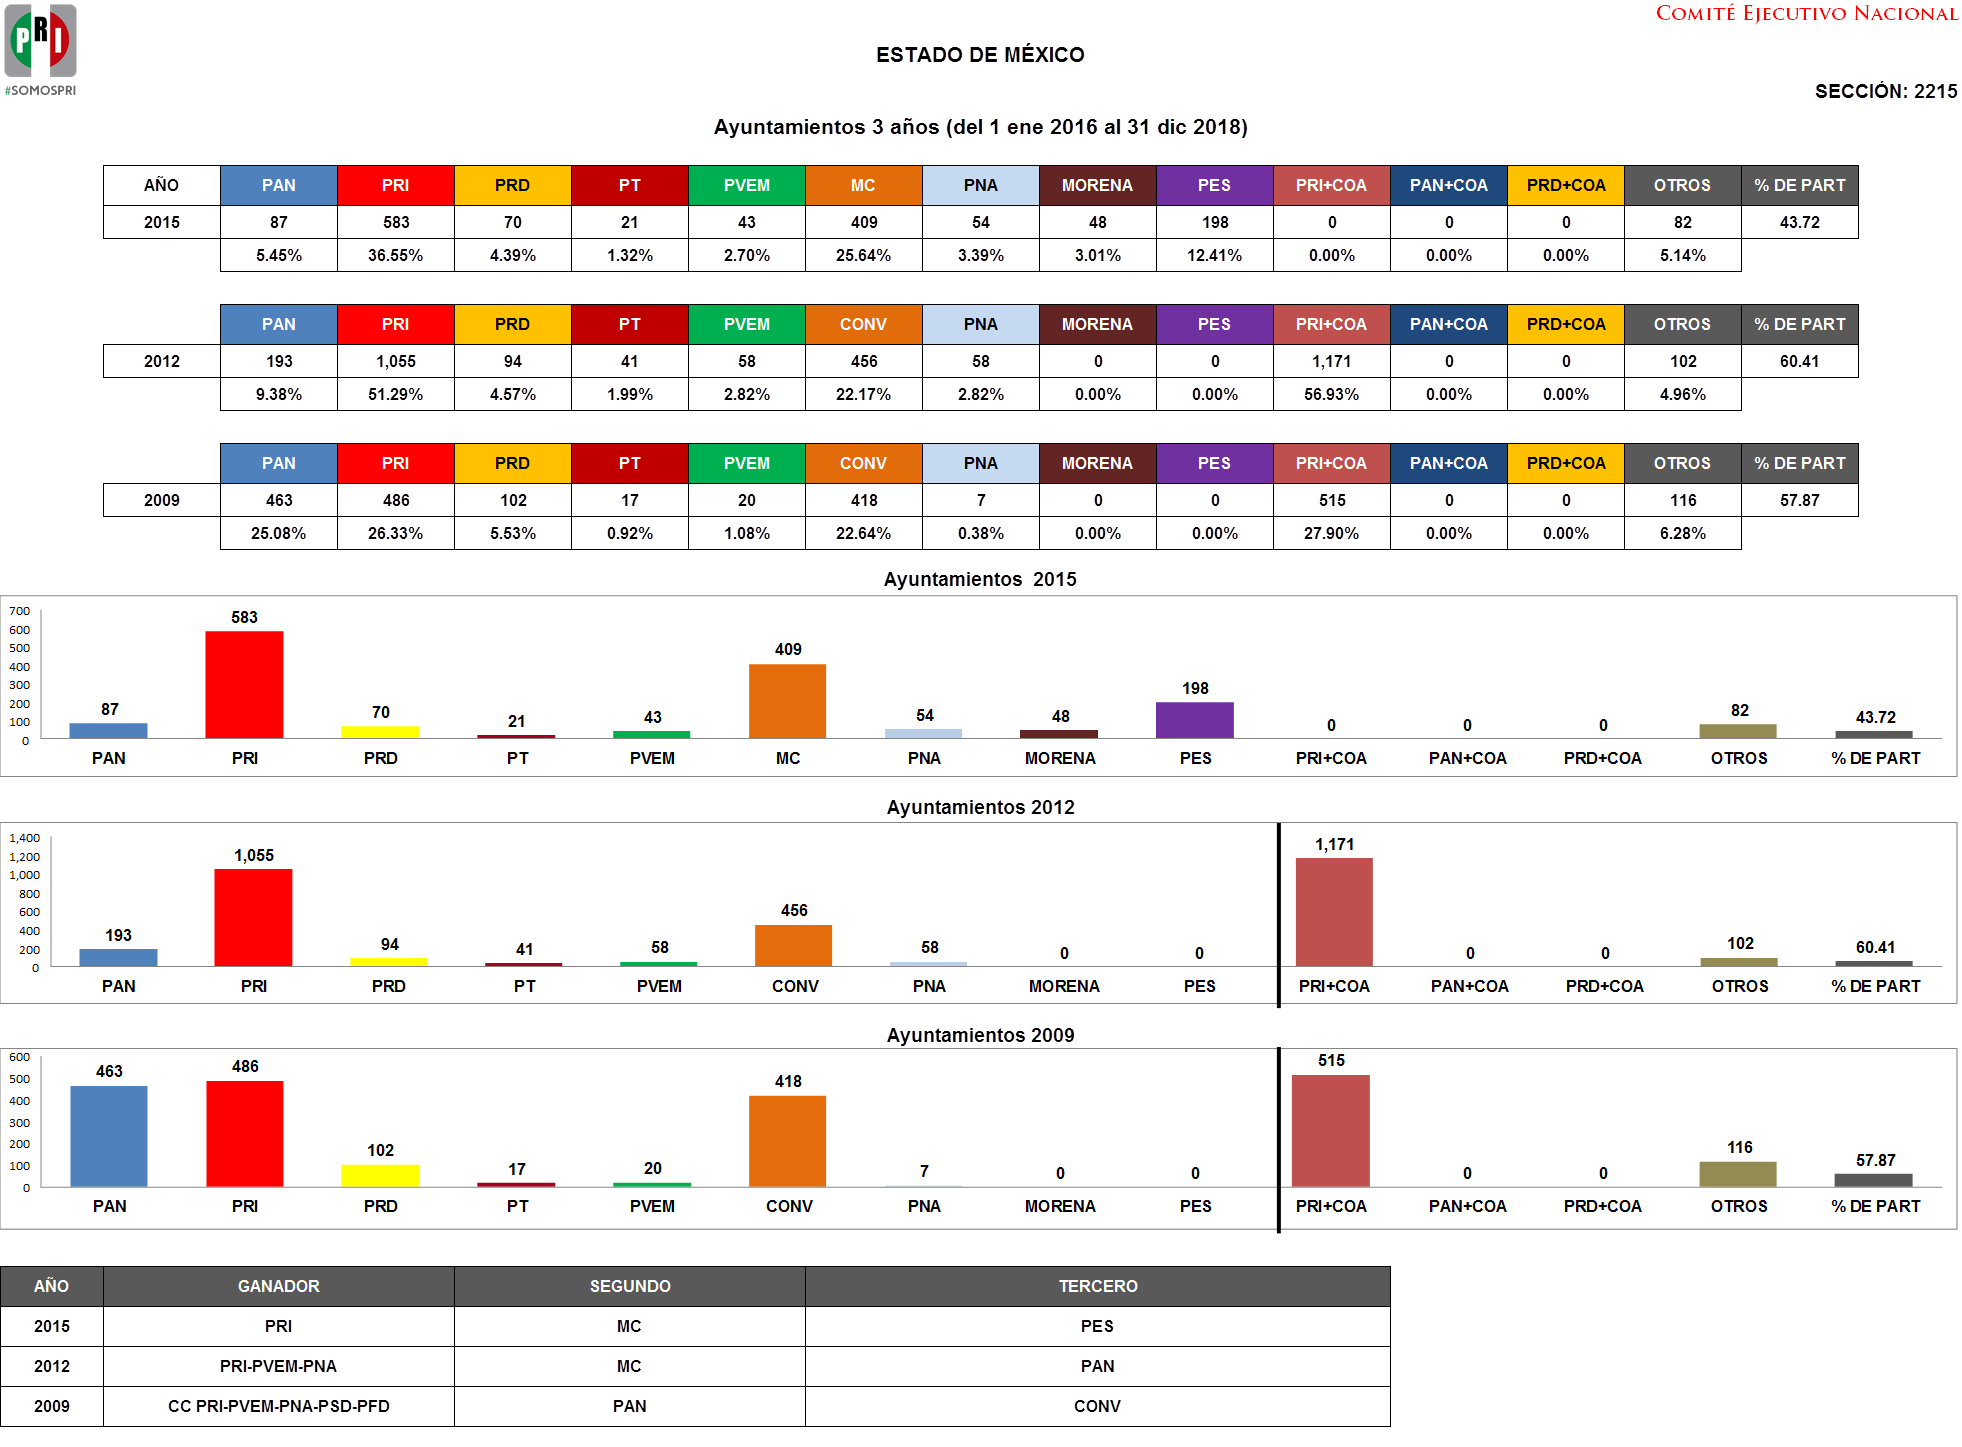 PRI
#SOMOSPRI
COMITÉ EJECUTIVO NACIONAL
ESTADO DE MÉXICO
SECCIÓN: 2215
Ayuntamientos 3 años (del 1 ene 2016 al 31 dic 2018)
AÑO PAN PRI PRD PT PVEM MC PNA MORENA PES PRI+COA PAN+COA PRD+COA OTROS % DE PART
2015 87 583 70 21 43 409 54 48 198 0 0 0 82 43.72
5.45% 36.55% 4.39% 1.32% 2.70% 25.64% 3.39% 3.01% 12.41% 0.00% 0.00% 0.00% 5.14%
PAN PRI PRD PT PVEM CONV PNA MORENA PES PRI+COA PAN+COA PRD+COA OTROS % DE PART
2012 193 1,055 94 41 58 456 58 0 0 1,171 0 0 102 60.41
9.38% 51.29% 4.57% 1.99% 2.82% 22.17% 2.82% 0.00% 0.00% 56.93% 0.00% 0.00% 4.96%
PAN PRI PRD PT PVEM CONV PNA MORENA PES PRI+COA PAN+COA PRD+COA OTROS % DE PART
2009 463 486 102 17 20 418 7 0 0 515 0 0 116 57.87
25.08% 26.33% 5.53% 0.92% 1.08% 22.64% 0.38% 0.00% 0.00% 27.90% 0.00% 0.00% 6.28%
Ayuntamientos 2015
700
600
500
400
300
200
100
0
87 583 70 21 43 409 54 48 198 0 0 0 82 43.72
PAN PRI PRD PT PVEM MC PNA MORENA PES PRI+COA PAN+COA PRD+COA OTROS % DE PART
Ayuntamientos 2012
1,400
1,200
1,000
800
600
400
200
0
193 1,055 94 41 58 456 58 0 0 1,171 0 0 102 60.41
PAN PRI PRD PT PVEM CONV PNA MORENA PES PRI+COA PAN+COA PRD+COA OTROS % DE PART
Ayuntamientos 2009
600
500
400
300
200
100
0
463 486 102 17 20 418 7 0 0 515 0 0 116 57.87
PAN PRI PRD PT PVEM CONV PNA MORENA PES PRI+COA PAN+COA PRD+COA OTROS % DE PART
AÑO GANADOR SEGUNDO TERCERO
2015 PRI MC PES
2012 PRI-PVEM-PNA MC PAN
2009 CC PRI-PVEM-PNA-PSD-PFD PAN CONV